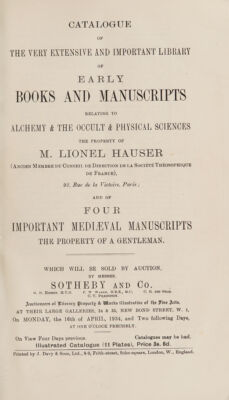 CATALOGUE
OF
THE VERY EXTENSIVE AND IMPORTANT LIBRARY
OF
EARLY
BOOKS AND MANUSCRIPTS
RELATING TO
ALCHEMY & THE OCCULT & PHYSICAL SCIENCES
THE PROPERTY OF
M. LIONEL HAUSER
(ANCIEN MEMBRE DU CONSEIL DE DIRECTION DE LA SOCIÉTÉ THÉOSOPHIQUE
DE FRANCE),
Rue de la Victoire, Paris;
AND OF
FOUR
IMPORTANT MEDIÆVAL MANUSCRIPTS
THE PROPERTY OF A GENTLEMAN.
WHICH WILL BE SOLD BY AUCTION,
BY MESSRS.
SOTHEBY AND CO.
Auctioneers of Literary Property & Works illustrative of the Fine Arts,
AT THEIR LARGE GALLERIES, 34 & 35, NEW BOND STREET, W. 1,
On MONDAY, the 16th of APRIL, 1934, and Two following Days,
AT ONE O'CLOCK PRECISELY.
On View Four Days previous. Catalogues may be had.
Illustrated Catalogue (11 Plates), Price 3s. 6d.
Printed by J. Davy & Sons, Ltd., 8-9, Frith-street, Soho-square, London, W., England.